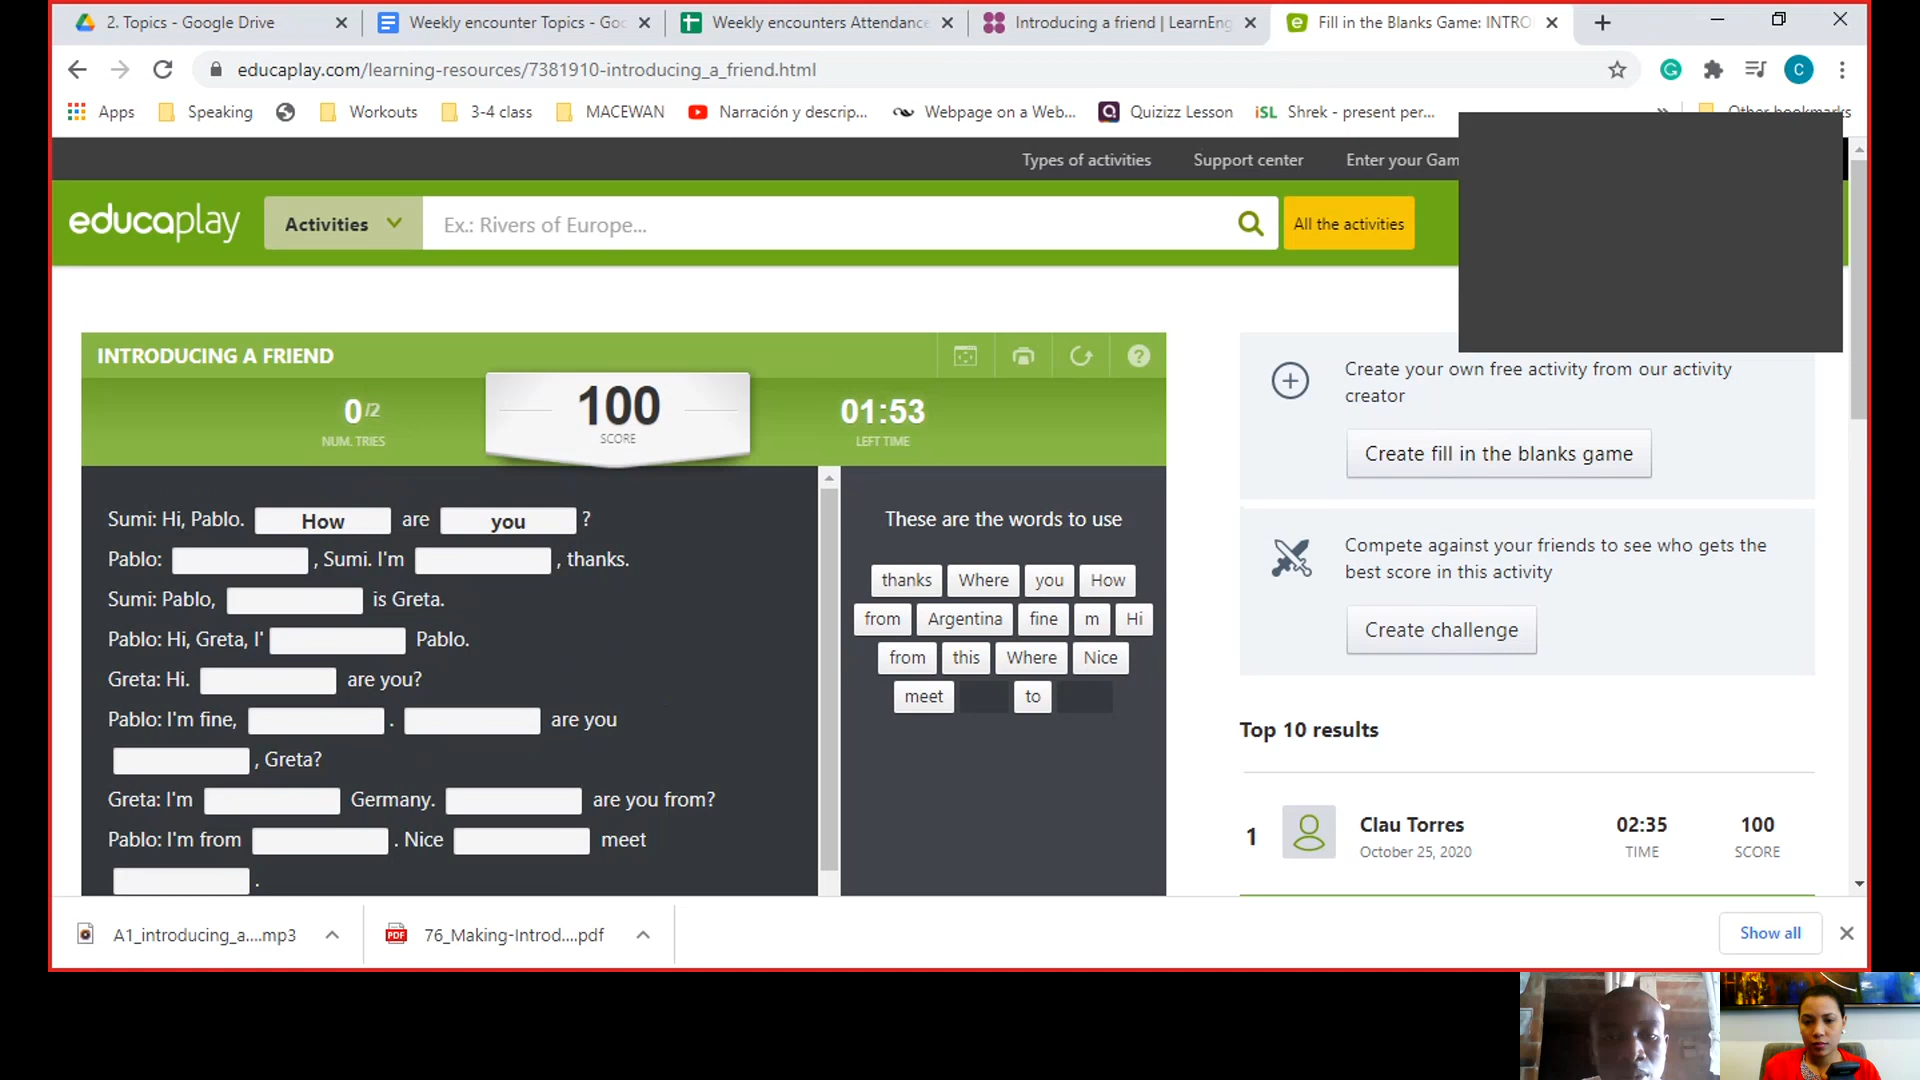 2. Topics - Google Drive
Weekly encounter Topics - Goo
Weekly encounters Attendance
Introducing a friend | LearnEng
Fill in the Blanks Game: INTRO
educaplay.com/learning-resources/7381910-introducing_a_friend.html
C
Apps
Speaking
Workouts
3-4 class
MACEWAN
Narración y descrip...
Webpage on a Web...
Quizizz Lesson
iSL
Shrek - present per...
»
Other bookmarks
Types of activities
Support center
Enter your Gam
educaplay
Activities
Ex.: Rivers of Europe...
All the activities
INTRODUCING A FRIEND
0/2
NUM. TRIES
100
SCORE
01:53
LEFT TIME
Sumi: Hi, Pablo. How are you ?
Pablo: , Sumi. I'm , thanks.
Sumi: Pablo, is Greta.
Pablo: Hi, Greta, I' Pablo.
Greta: Hi. are you?
Pablo: I'm fine, . are you
, Greta?
Greta: I'm Germany. are you from?
Pablo: I'm from . Nice meet
.
These are the words to use
thanks Where you How
from Argentina fine m Hi
from this Where Nice
meet to
Create your own free activity from our activity
creator
Create fill in the blanks game
Compete against your friends to see who gets the
best score in this activity
Create challenge
Top 10 results
1
Clau Torres
October 25, 2020
02:35
TIME
100
SCORE
A1_introducing_a....mp3
PDF
76_Making-Introd....pdf
Show all